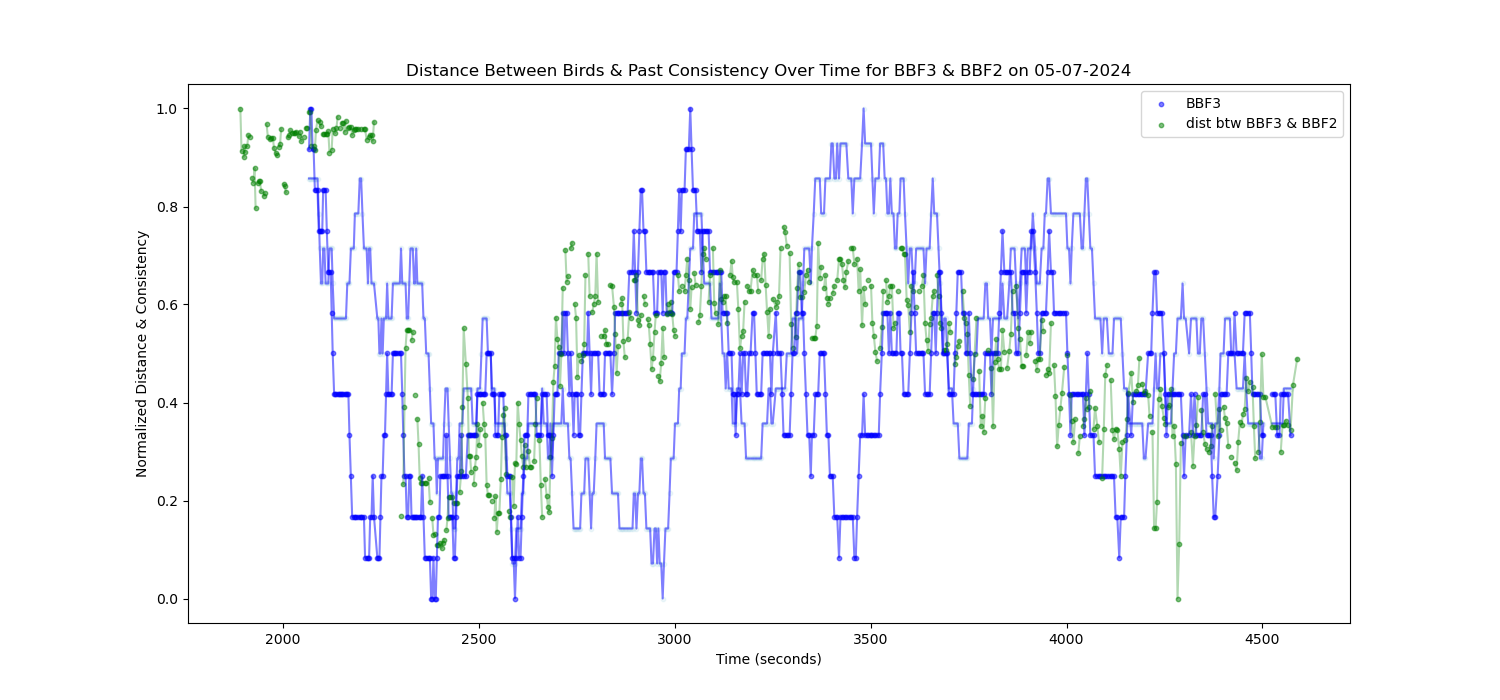 Distance Between Birds & Past Consistency Over Time for BBF3 & BBF2 on 05-07-2024
BBF3
dist btw BBF3 & BBF2
Normalized Distance & Consistency
1.0
0.8
0.6
0.4
0.2
0.0
2000
2500
3000
3500
4000
4500
Time (seconds)